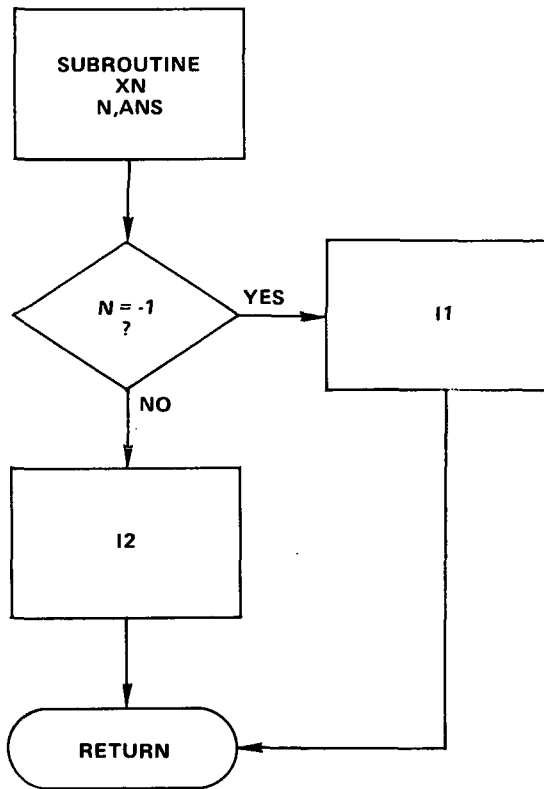 SUBROUTINE
XN
N,ANS
N = -1
?
YES
I1
NO
I2
RETURN